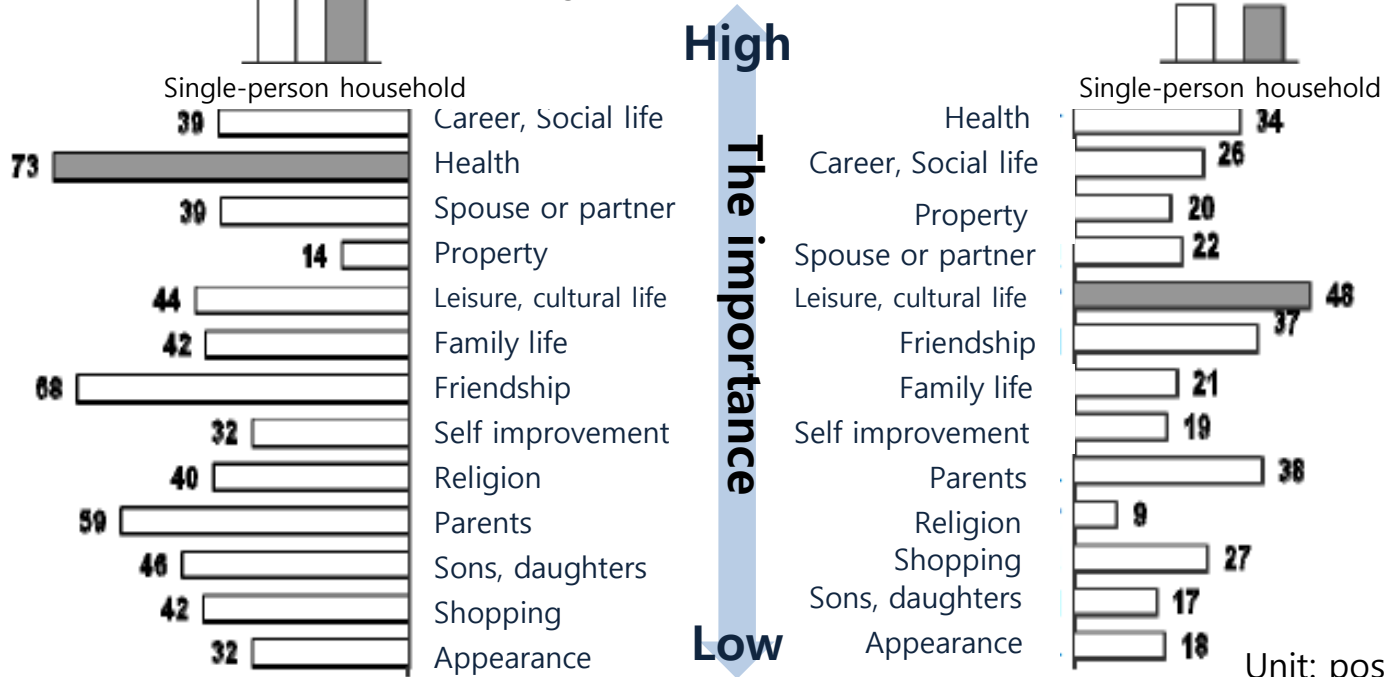 High
Single-person household
Single-person household
39 Career, Social life
73 Health
39 Spouse or partner
14 Property
44 Leisure, cultural life
42 Family life
68 Friendship
32 Self improvement
40 Religion
59 Parents
46 Sons, daughters
42 Shopping
32 Appearance
The importance
Low
Health 34
Career, Social life 26
Property 20
Spouse or partner 22
Leisure, cultural life 48
Friendship 37
Family life 21
Self improvement 19
Parents 38
Religion 9
Shopping 27
Sons, daughters 17
Appearance 18
Unit: pos